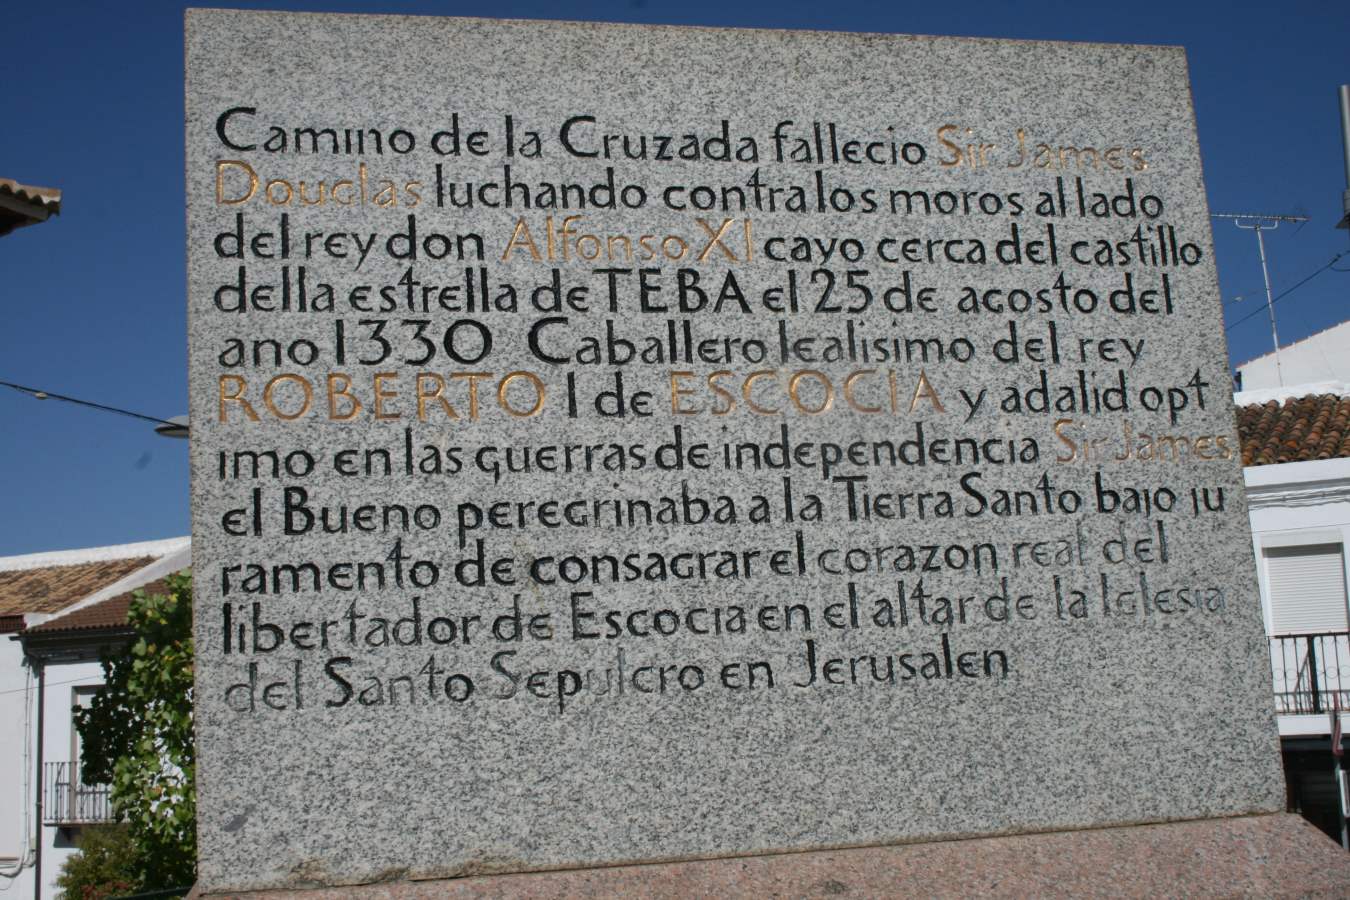 Camino de la Cruzada fallecio Sir James
Douglas luchando contra los moros al lado
del rey don Alfonso XI cayo cerca del castillo
della estrella de TEBA el 25 de agosto del
ano 1330 Caballero lealisimo del rey
ROBERTO I de ESCOCIA y adalid opt
imo en las guerras de independencia Sir James
el Bueno peregrinaba a la Tierra Santo bajo ju
ramento de consagrar el corazon real del
libertador de Escocia en el altar de la Iglesia
del Santo Sepulcro en Jerusalen